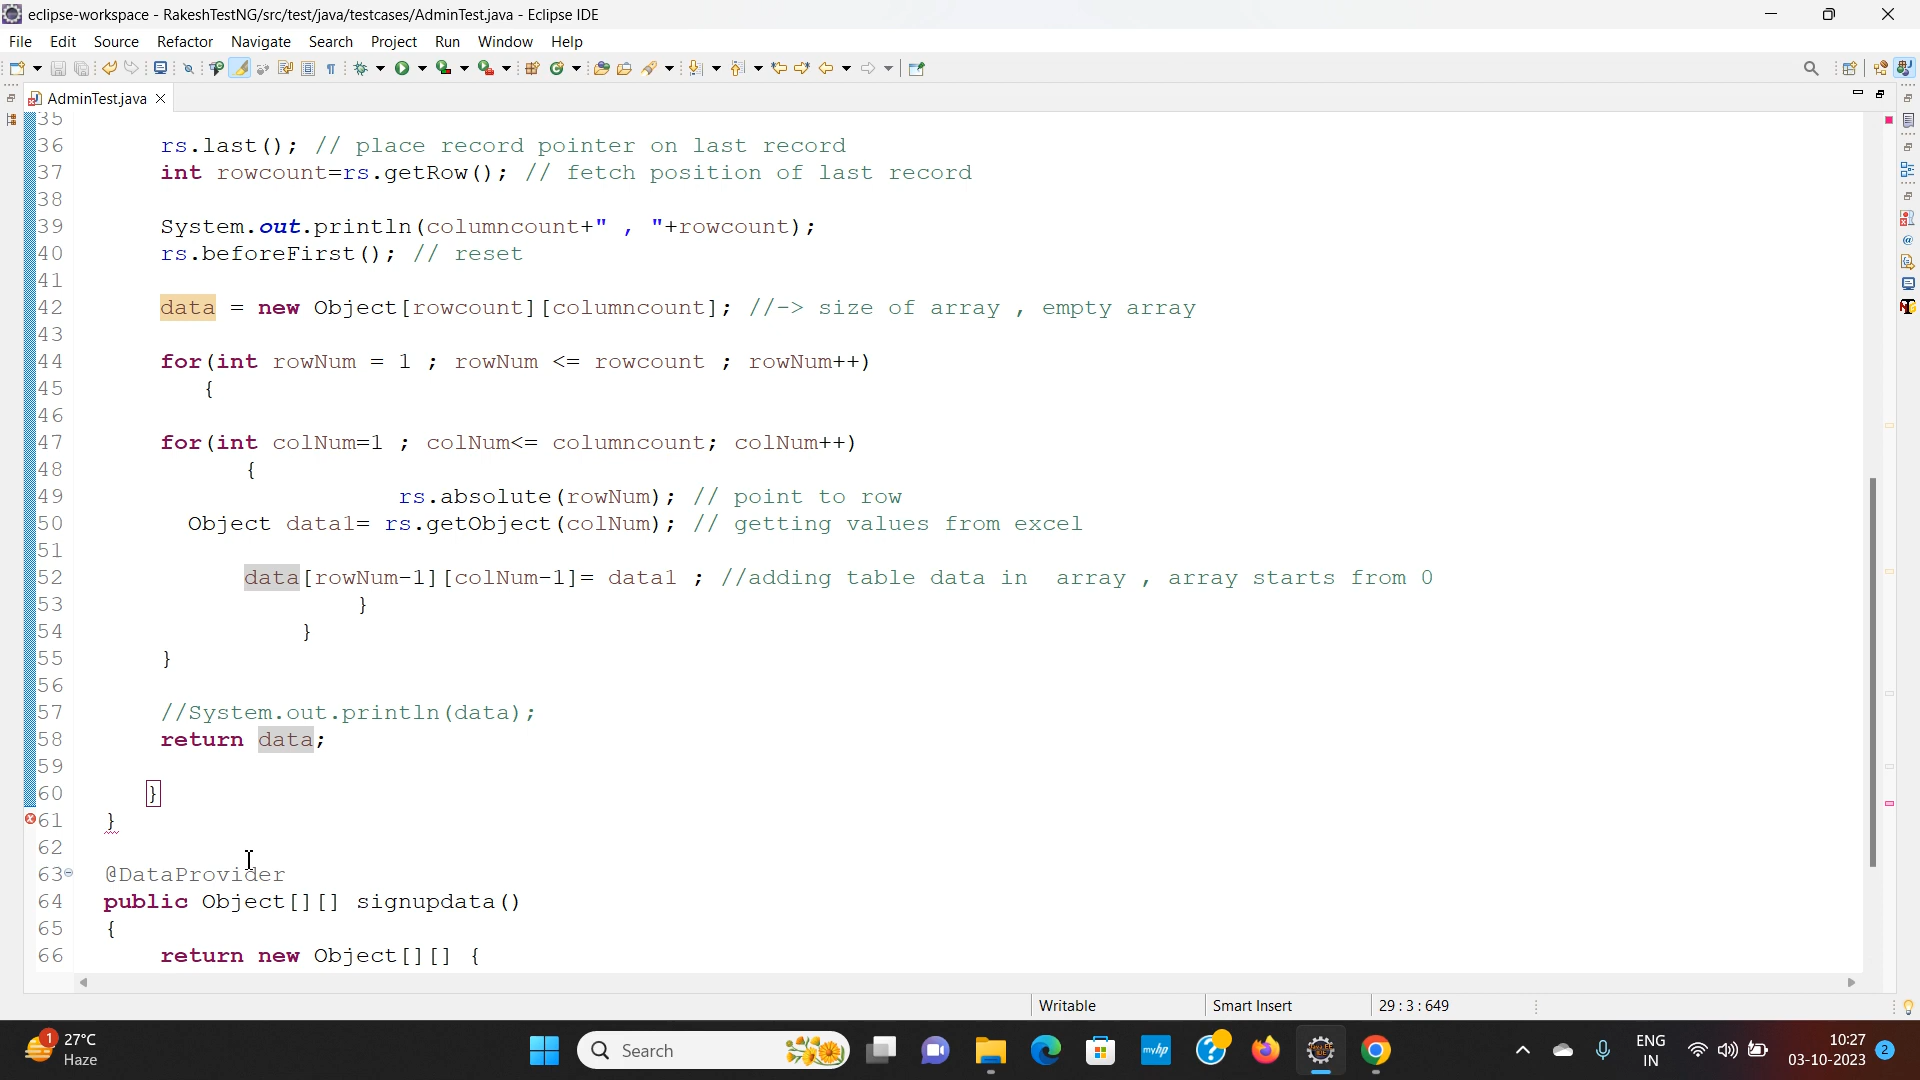 eclipse-workspace - RakeshTestNG/src/test/java/testcases/AdminTest.java - Eclipse IDE
File Edit Source Refactor Navigate Search Project Run Window Help
AdminTest.java
35
36 rs.last(); // place record pointer on last record
37 int rowcount=rs.getRow(); // fetch position of last record
38
39 System.out.println(columncount+" , "+rowcount);
40 rs.beforeFirst(); // reset
41
42 data = new Object[rowcount][columncount]; //-> size of array , empty array
43
44 for(int rowNum = 1 ; rowNum <= rowcount ; rowNum++)
45 {
46
47 for(int colNum=1 ; colNum<= columncount; colNum++)
48 {
49 rs.absolute(rowNum); // point to row
50 Object data1= rs.getObject(colNum); // getting values from excel
51
52 data[rowNum-1][colNum-1]= data1 ; //adding table data in  array , array starts from 0
53 }
54 }
55 }
56
57 //System.out.println(data);
58 return data;
59
60 }
61 }
62
63 @DataProvider
64 public Object[][] signupdata()
65 {
66 return new Object[][] {
Writable Smart Insert 29 : 3 : 649
1 27°C
Haze
Search
myhp
ENG
IN
10:27
03-10-2023
2